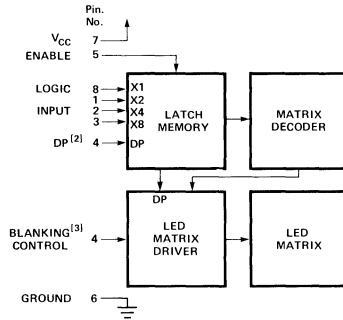 Pin.
No.
VCC 7
ENABLE 5
LOGIC 8 X1
1 X2
INPUT 2 X4
3 X8
DP[2] 4 DP
LATCH
MEMORY
MATRIX
DECODER
DP
BLANKING[3]
CONTROL 4
LED
MATRIX
DRIVER
LED
MATRIX
GROUND 6